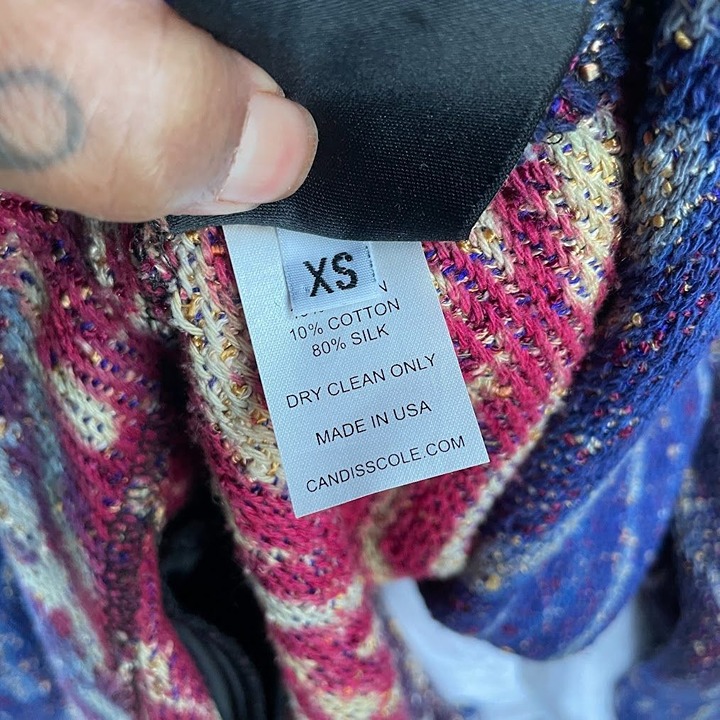 XS
10% COTTON
80% SILK
DRY CLEAN ONLY
MADE IN USA
CANDISSCOLE.COM